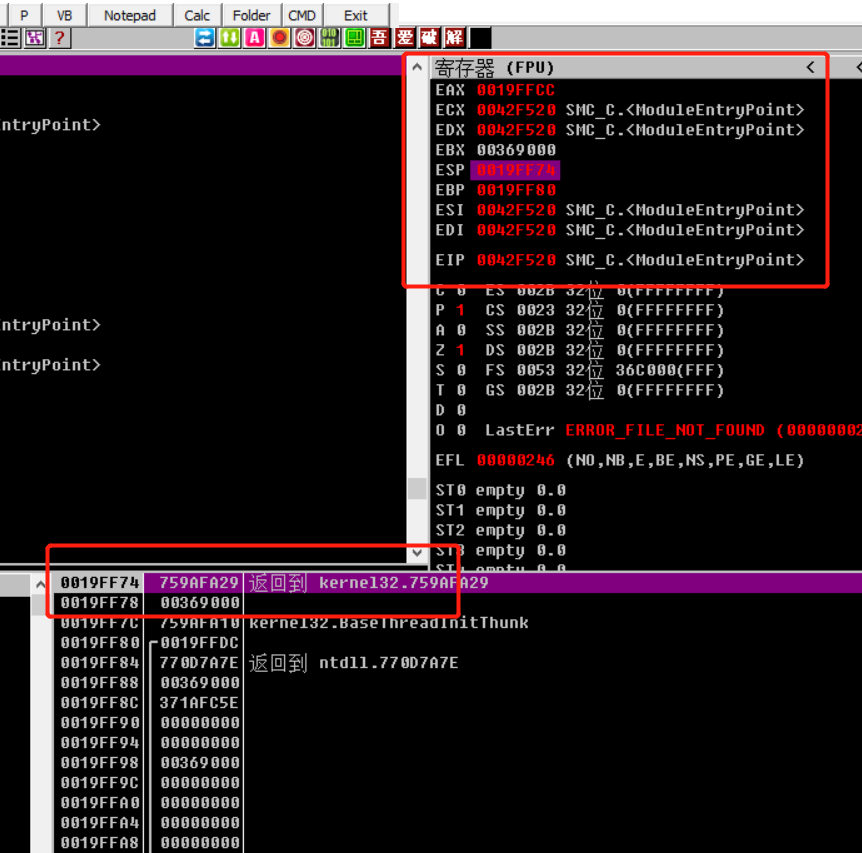 P VB Notepad Calc Folder CMD Exit
? A 010 101 吾 爱 破 解
寄存器 (FPU) < <
EAX 0019FFCC
ECX 0042F520 SMC_C.<ModuleEntryPoint>
ntryPoint>
EDX 0042F520 SMC_C.<ModuleEntryPoint>
EBX 00369000
ESP 0019FF74
EBP 0019FF80
ESI 0042F520 SMC_C.<ModuleEntryPoint>
EDI 0042F520 SMC_C.<ModuleEntryPoint>
EIP 0042F520 SMC_C.<ModuleEntryPoint>
C 0 ES 002B 32位 0(FFFFFFFF)
P 1 CS 0023 32位 0(FFFFFFFF)
ntryPoint>
A 0 SS 002B 32位 0(FFFFFFFF)
Z 1 DS 002B 32位 0(FFFFFFFF)
ntryPoint>
S 0 FS 0053 32位 36C000(FFF)
T 0 GS 002B 32位 0(FFFFFFFF)
D 0
O 0 LastErr ERROR_FILE_NOT_FOUND (00000002
EFL 00000246 (NO,NB,E,BE,NS,PE,GE,LE)
ST0 empty 0.0
ST1 empty 0.0
ST2 empty 0.0
ST3 empty 0.0
ST4 empty 0.0
0019FF74 759AFA29 返回到 kernel32.759AFA29
0019FF78 00369000
0019FF7C 759AFA10 kernel32.BaseThreadInitThunk
0019FF80 0019FFDC
0019FF84 770D7A7E 返回到 ntdll.770D7A7E
0019FF88 00369000
0019FF8C 371AFC5E
0019FF90 00000000
0019FF94 00000000
0019FF98 00369000
0019FF9C 00000000
0019FFA0 00000000
0019FFA4 00000000
0019FFA8 00000000